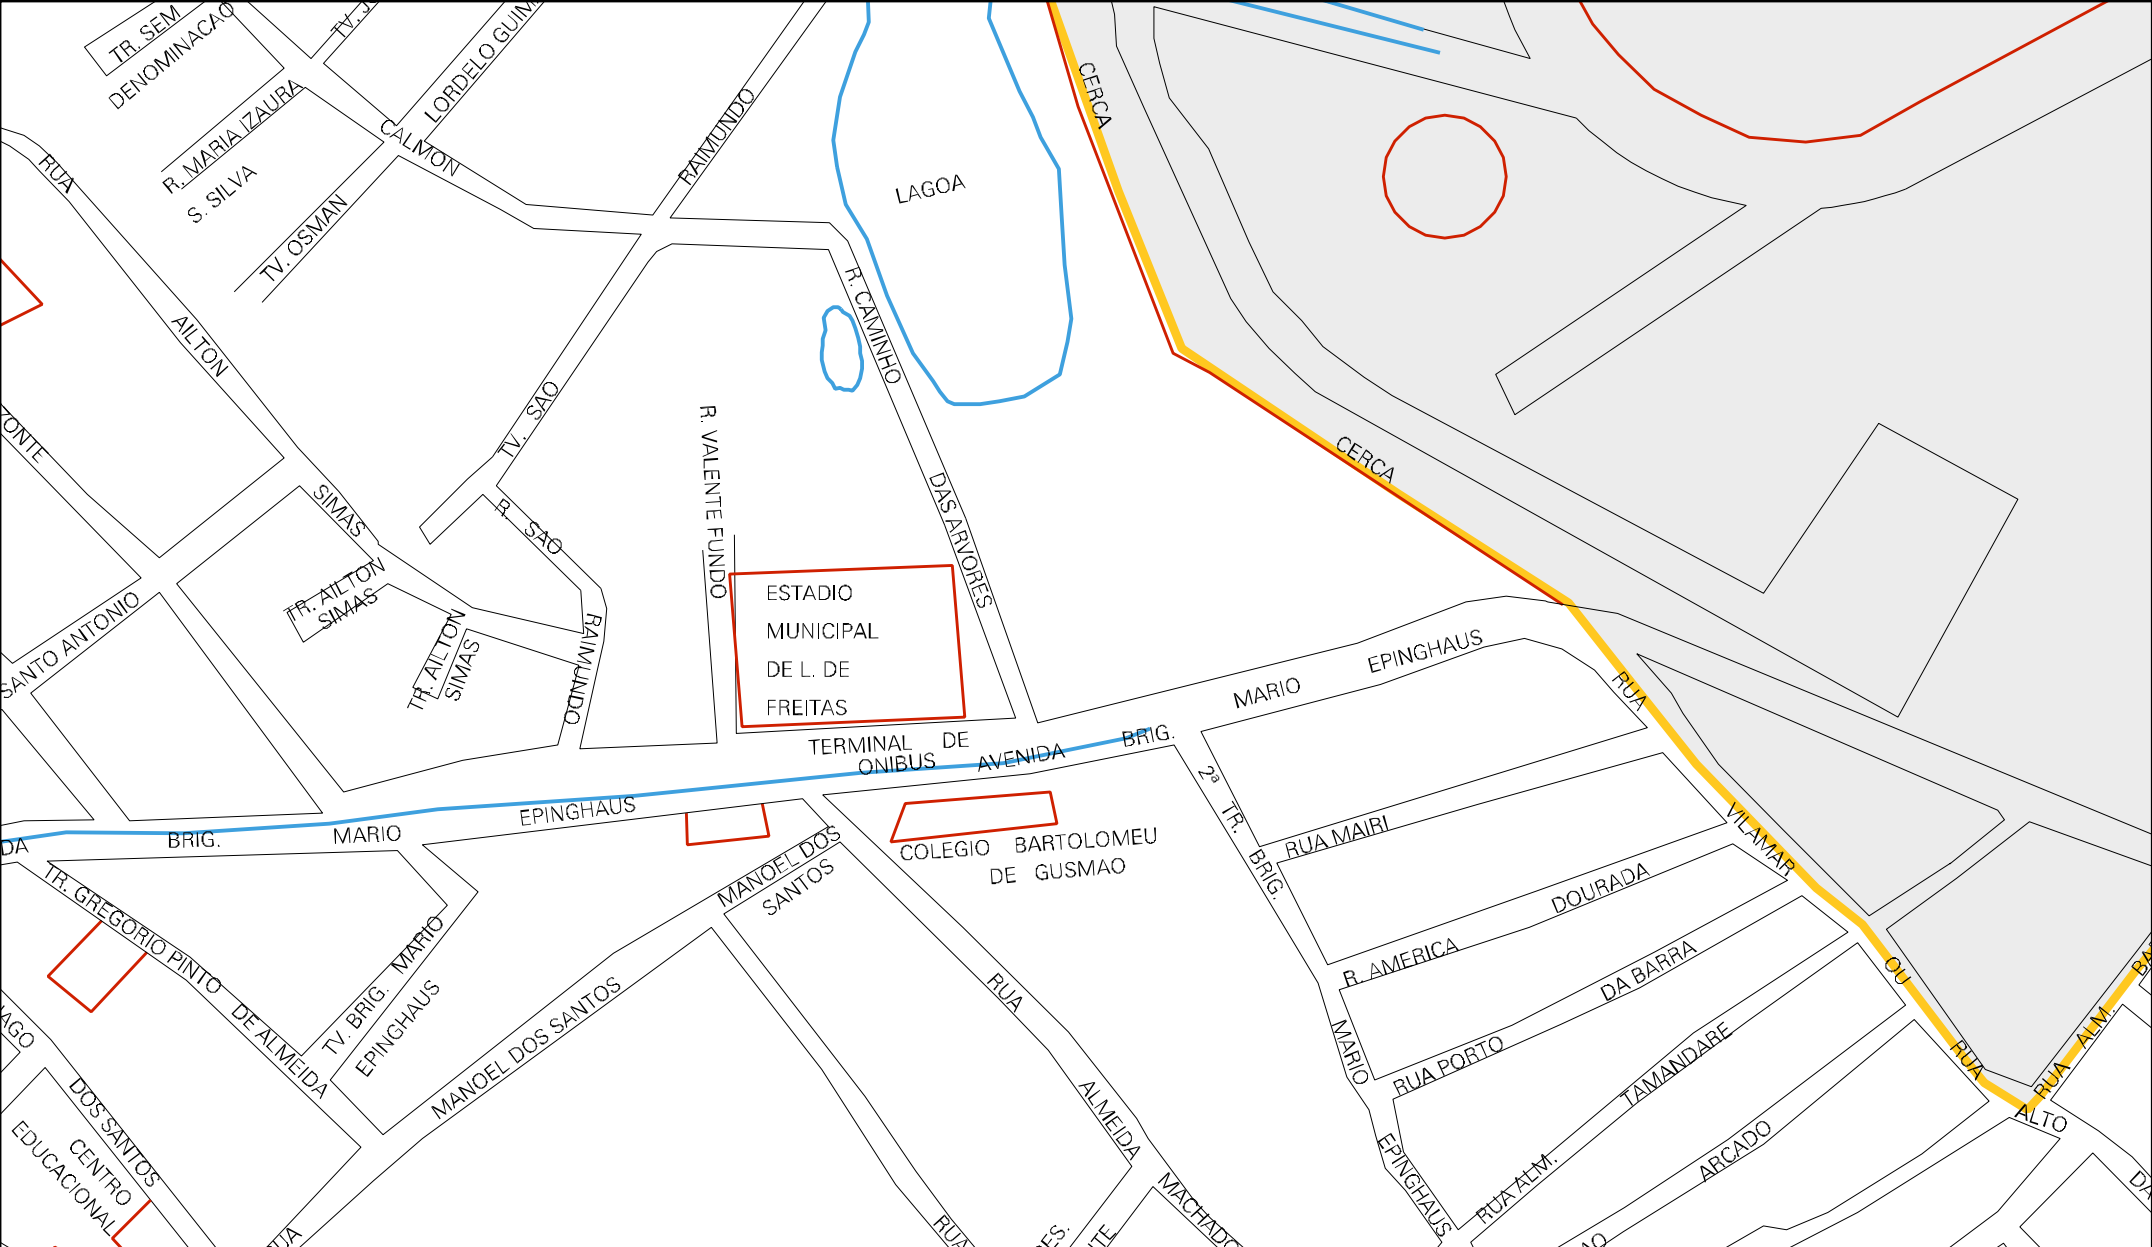 TR. SEM
DENOMINACAO
LORDELO
R. MARIA IZAURA
S. SILVA
CALMON
TV. OSMAN
RAIMUNDO
LAGOA
CERCA
RUA
AILTON
SIMAS
R. CAMINHO
DAS ARVORES
TV. SAO
R. SAO
RAIMUNDO
R. VALENTE FUNDO
CERCA
TR. AILTON
SIMAS
TR. AILTON
SIMAS
SANTO ANTONIO
ESTADIO
MUNICIPAL
DE L. DE
FREITAS
TERMINAL DE
ONIBUS
AVENIDA BRIG. MARIO EPINGHAUS
DA BRIG. MARIO EPINGHAUS
RUA VILAMAR OU RUA ALTO
2ª TR. BRIG. MARIO EPINGHAUS
RUA MAIRI
R. AMERICA DOURADA
RUA PORTO DA BARRA
RUA ALM. TAMANDARE
ARCADO
RUA ALM.
COLEGIO BARTOLOMEU
DE GUSMAO
MANOEL DOS
SANTOS
MANOEL DOS SANTOS
TR. GREGORIO PINTO DE ALMEIDA
TV. BRIG. MARIO
EPINGHAUS
RUA ALMEIDA MACHADO
RUA
DOS SANTOS
CENTRO
EDUCACIONAL